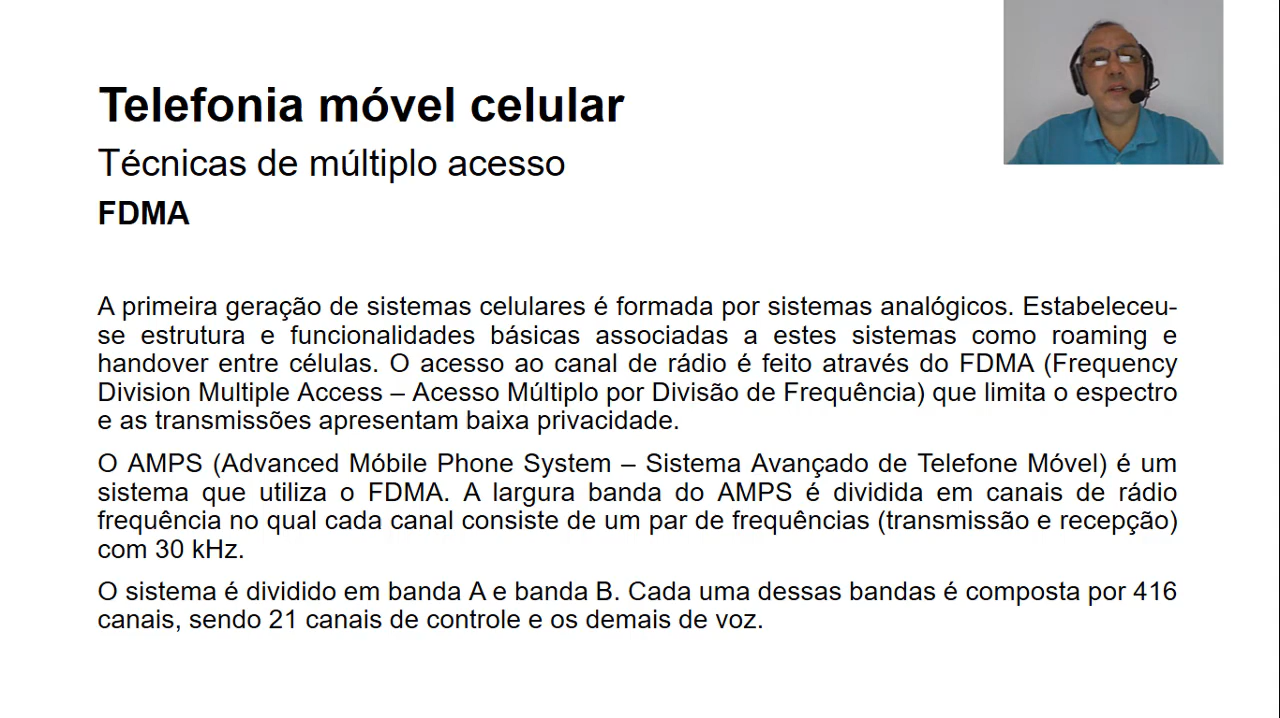 Telefonia móvel celular
Técnicas de múltiplo acesso
FDMA
A primeira geração de sistemas celulares é formada por sistemas analógicos. Estabeleceu-
se estrutura e funcionalidades básicas associadas a estes sistemas como roaming e
handover entre células. O acesso ao canal de rádio é feito através do FDMA (Frequency
Division Multiple Access – Acesso Múltiplo por Divisão de Frequência) que limita o espectro
e as transmissões apresentam baixa privacidade.
O AMPS (Advanced Móbile Phone System – Sistema Avançado de Telefone Móvel) é um
sistema que utiliza o FDMA. A largura banda do AMPS é dividida em canais de rádio
frequência no qual cada canal consiste de um par de frequências (transmissão e recepção)
com 30 kHz.
O sistema é dividido em banda A e banda B. Cada uma dessas bandas é composta por 416
canais, sendo 21 canais de controle e os demais de voz.